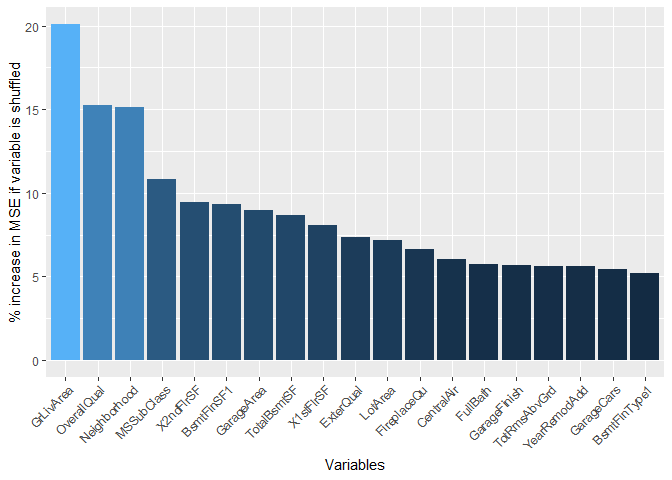 % increase in MSE if variable is shuffled
20
15
10
5
0
GrLivArea
OverallQual
Neighborhood
MSSubClass
X2ndFlrSF
BsmtFinSF1
GarageArea
TotalBsmtSF
X1stFlrSF
ExterQual
LotArea
FireplaceQu
CentralAir
FullBath
GarageFinish
TotRmsAbvGrd
YearRemodAdd
GarageCars
BsmtFinType1
Variables